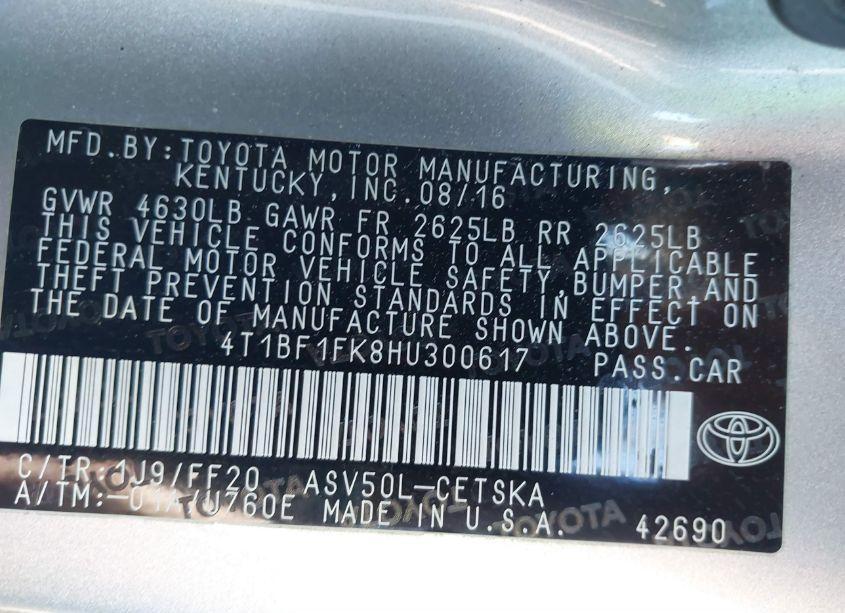 MFD.BY:TOYOTA MOTOR MANUFACTURING,
KENTUCKY,INC.08/16
GVWR 4630LB GAWR FR 2625LB RR 2625LB
THIS VEHICLE CONFORMS TO ALL APPLICABLE
FEDERAL MOTOR VEHICLE SAFETY,BUMPER,AND
THEFT PREVENTION STANDARDS IN EFFECT ON
THE DATE OF MANUFACTURE SHOWN ABOVE.
4T1BF1FK8HU300617 PASS.CAR
C/TR:1J9/FF20 ASV50L-CETSKA
A/TM:-01A/U760E MADE IN U.S.A. 42690